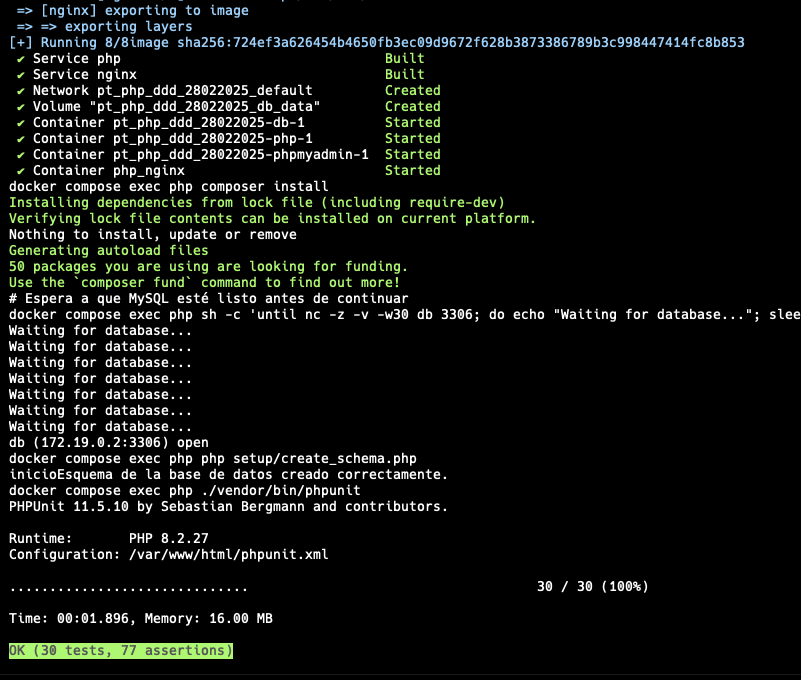 => [nginx] exporting to image
=> => exporting layers
[+] Running 8/8image sha256:724ef3a626454b4650fb3ec09d9672f628b3873386789b3c998447414fc8b853
✔ Service php Built
✔ Service nginx Built
✔ Network pt_php_ddd_28022025_default Created
✔ Volume "pt_php_ddd_28022025_db_data" Created
✔ Container pt_php_ddd_28022025-db-1 Started
✔ Container pt_php_ddd_28022025-php-1 Started
✔ Container pt_php_ddd_28022025-phpmyadmin-1 Started
✔ Container php_nginx Started
docker compose exec php composer install
Installing dependencies from lock file (including require-dev)
Verifying lock file contents can be installed on current platform.
Nothing to install, update or remove
Generating autoload files
50 packages you are using are looking for funding.
Use the `composer fund` command to find out more!
# Espera a que MySQL esté listo antes de continuar
docker compose exec php sh -c 'until nc -z -v -w30 db 3306; do echo "Waiting for database..."; slee
Waiting for database...
Waiting for database...
Waiting for database...
Waiting for database...
Waiting for database...
Waiting for database...
Waiting for database...
db (172.19.0.2:3306) open
docker compose exec php php setup/create_schema.php
inicioEsquema de la base de datos creado correctamente.
docker compose exec php ./vendor/bin/phpunit
PHPUnit 11.5.10 by Sebastian Bergmann and contributors.
Runtime: PHP 8.2.27
Configuration: /var/www/html/phpunit.xml
.............................. 30 / 30 (100%)
Time: 00:01.896, Memory: 16.00 MB
OK (30 tests, 77 assertions)